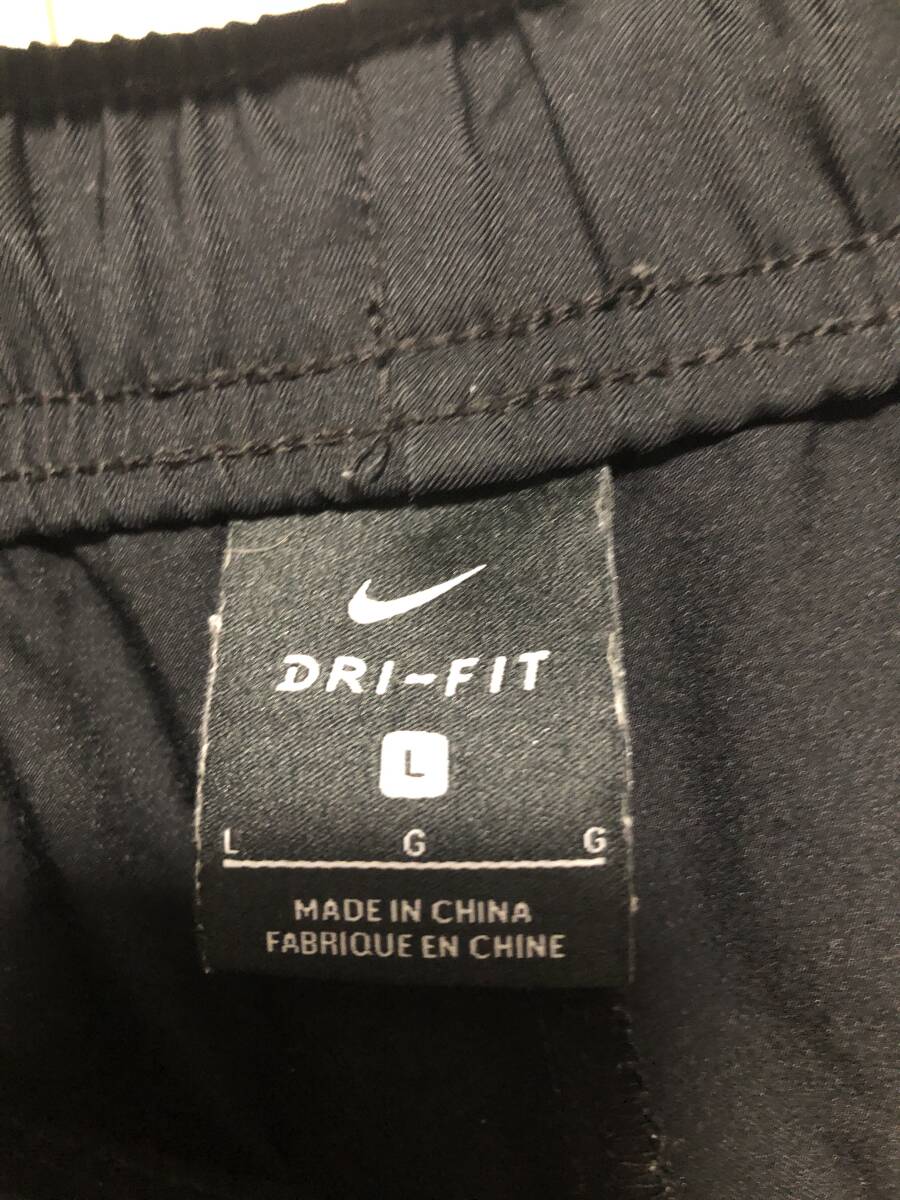 DRI-FIT
L
L G G
MADE IN CHINA
FABRIQUE EN CHINE